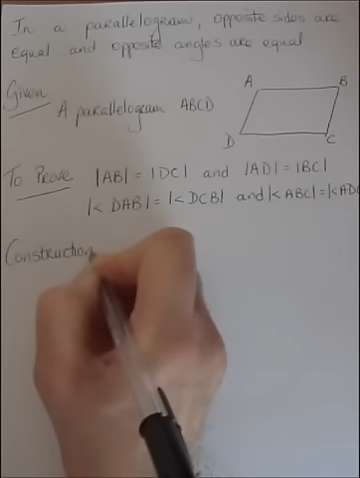 In a parallelogram, opposite sides are
equal and opposite angles are equal
Given
A parallelogram ABCD
A
B
D
C
To Prove |AB| = |DC| and |AD| = |BC|
|< DAB| = |< DCB| and |< ABC| = |< ADC
Construction